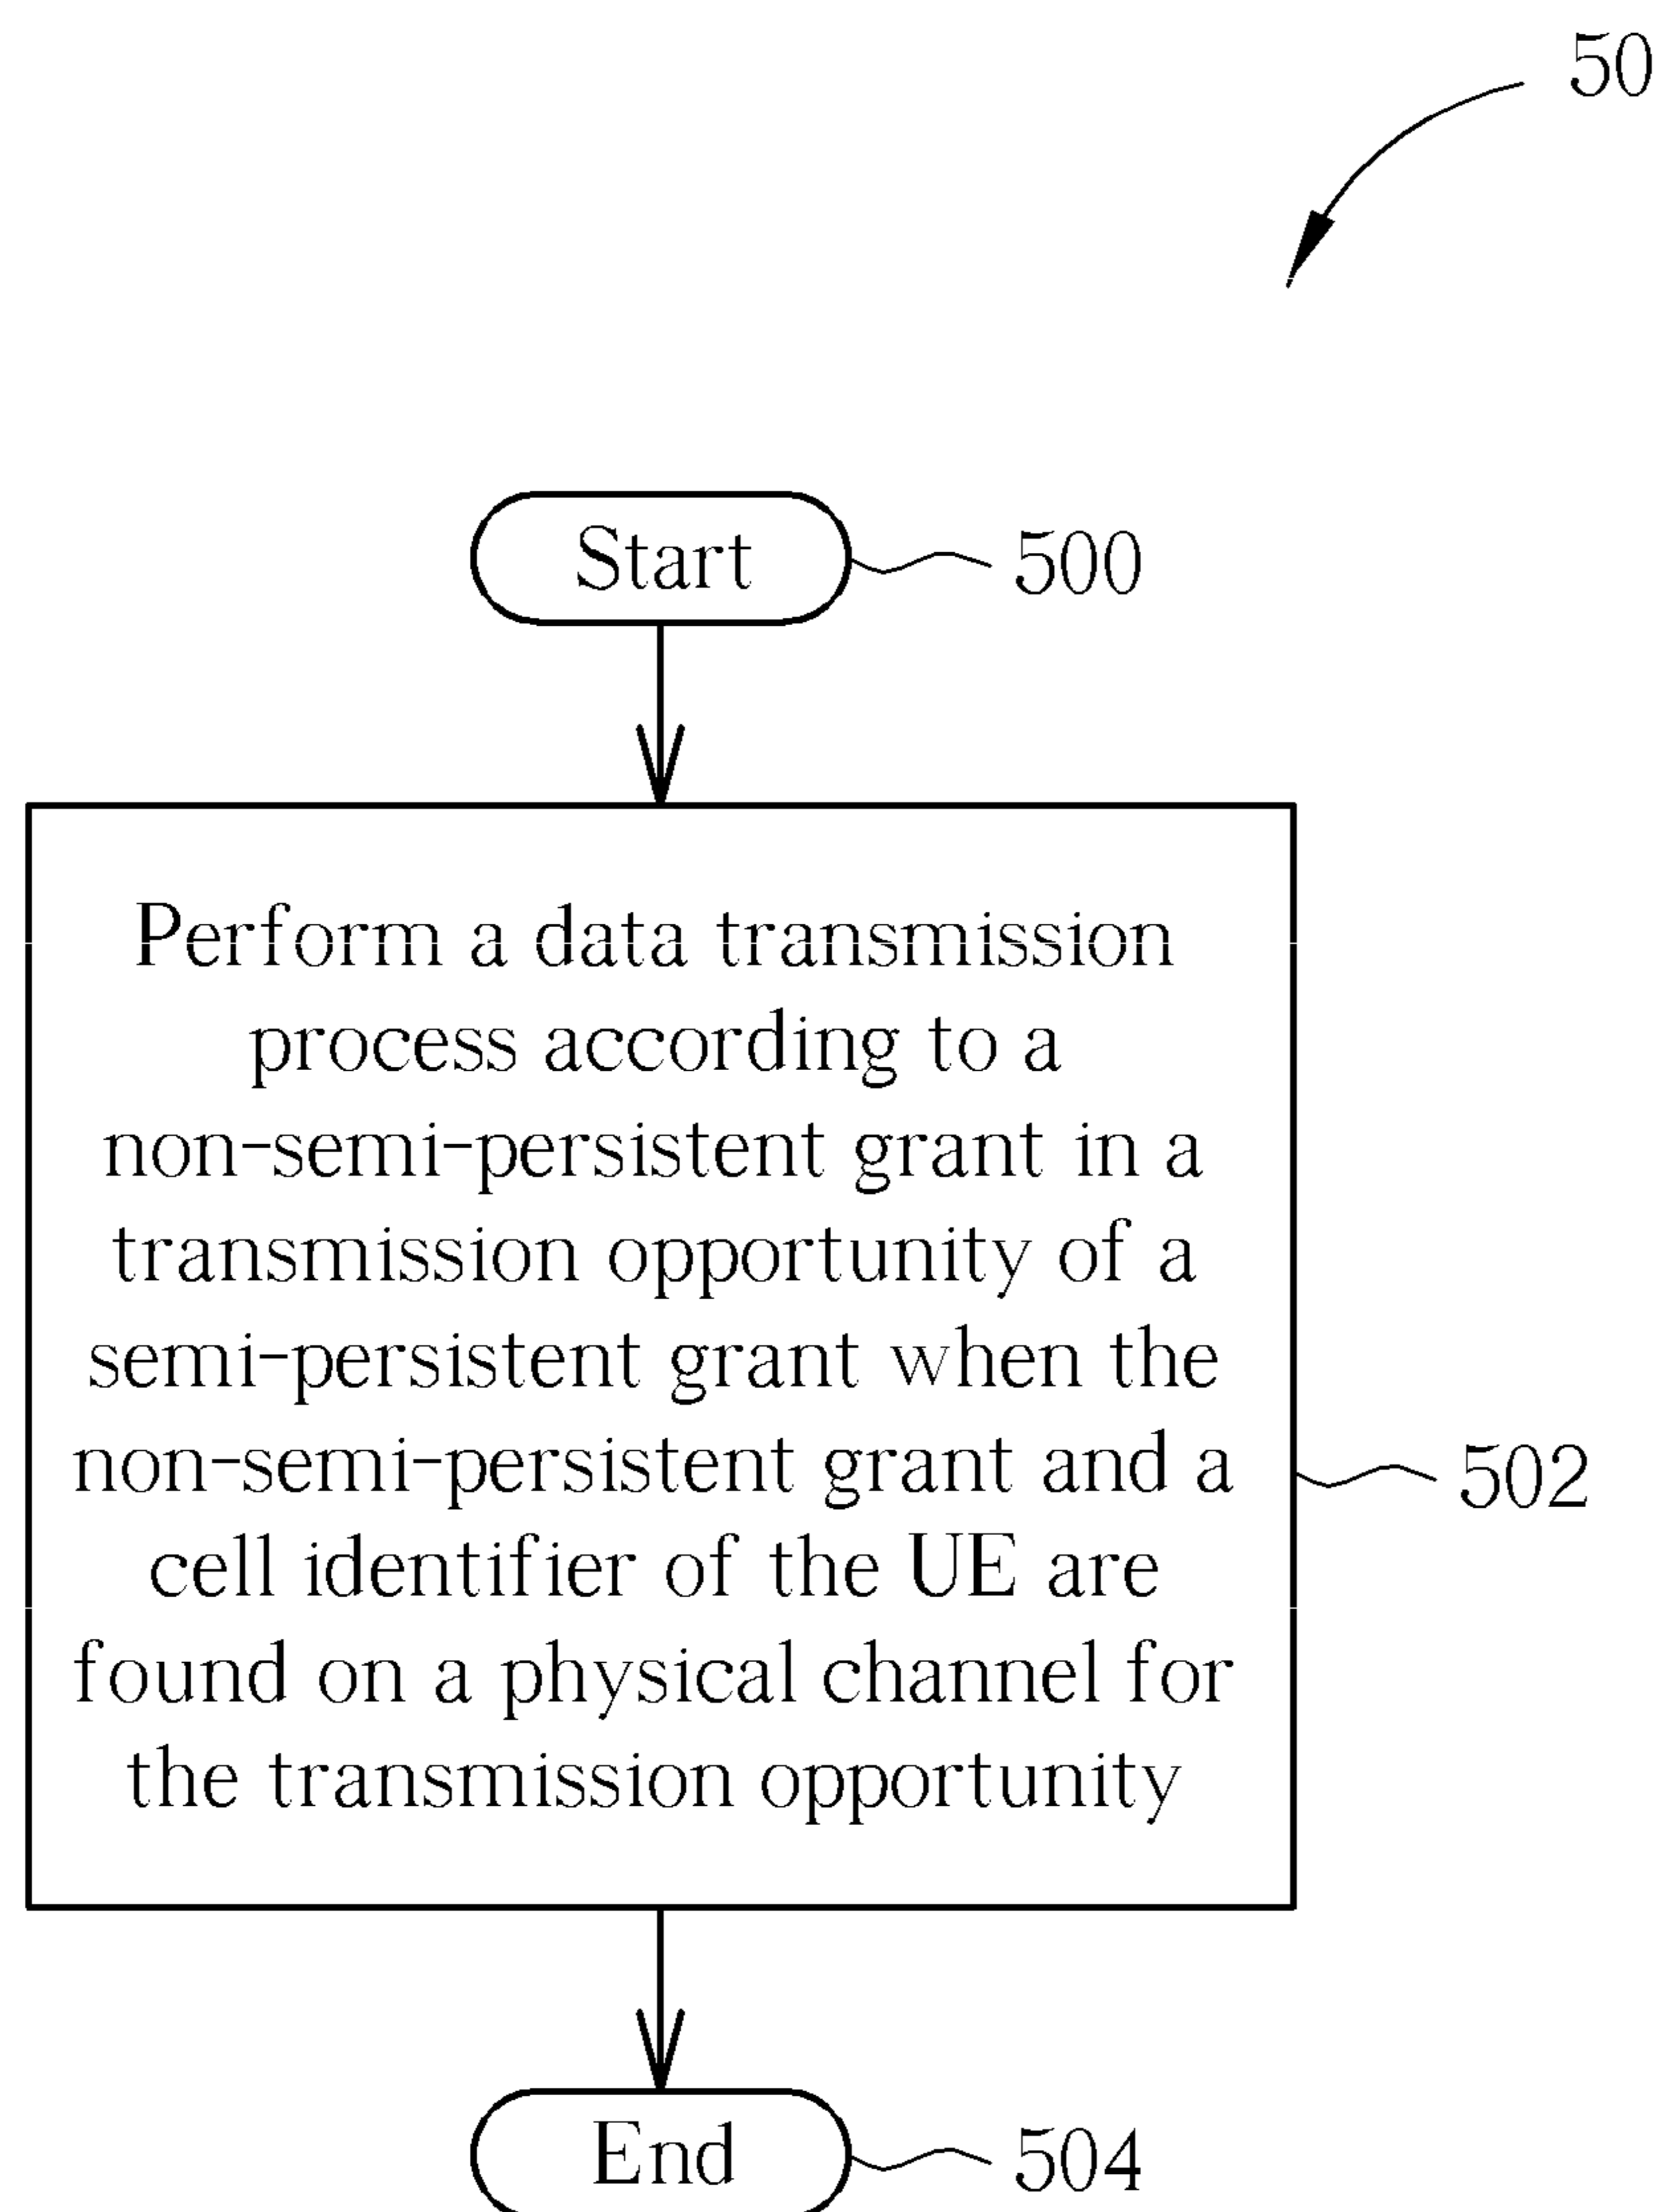 50
Start
500
Perform a data transmission
process according to a
non-semi-persistent grant in a
transmission opportunity of a
semi-persistent grant when the
non-semi-persistent grant and a
cell identifier of the UE are
found on a physical channel for
the transmission opportunity
502
End
504